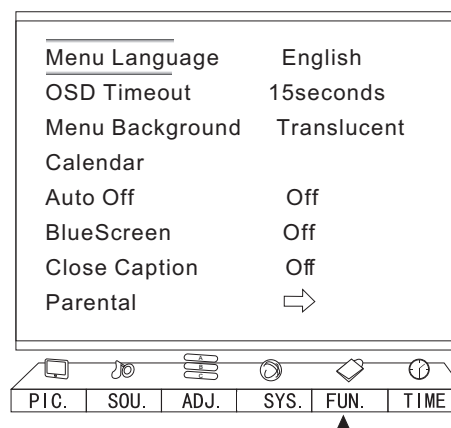 Menu Language English
OSD Timeout 15seconds
Menu Background Translucent
Calendar
Auto Off Off
BlueScreen Off
Close Caption Off
Parental
A
B
C
PIC. SOU. ADJ. SYS. FUN. TIME